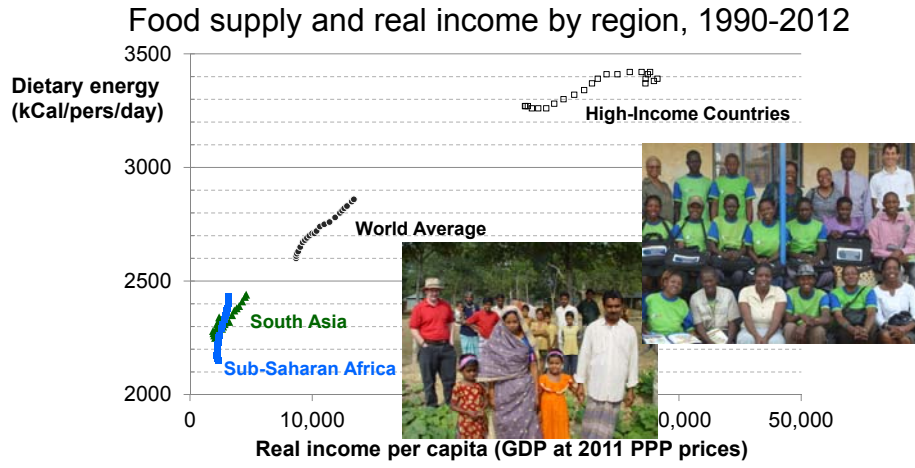 Food supply and real income by region, 1990-2012
3500
Dietary energy
(kCal/pers/day)
High-Income Countries
3000
World Average
2500
South Asia
Sub-Saharan Africa
2000
0
10,000
0,000
50,000
Real income per capita (GDP at 2011 PPP prices)